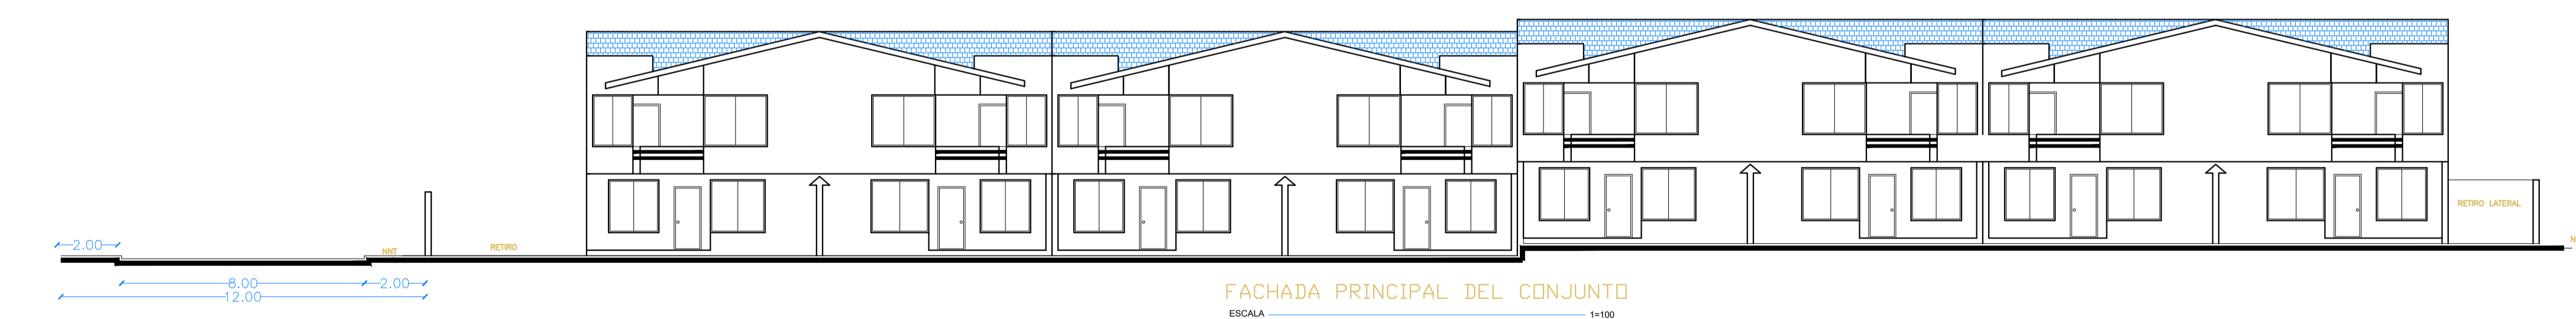 RETIRO LATERAL
2.00
NNT
RETIRO
8.00
2.00
12.00
FACHADA PRINCIPAL DEL CONJUNTO
ESCALA 1=100